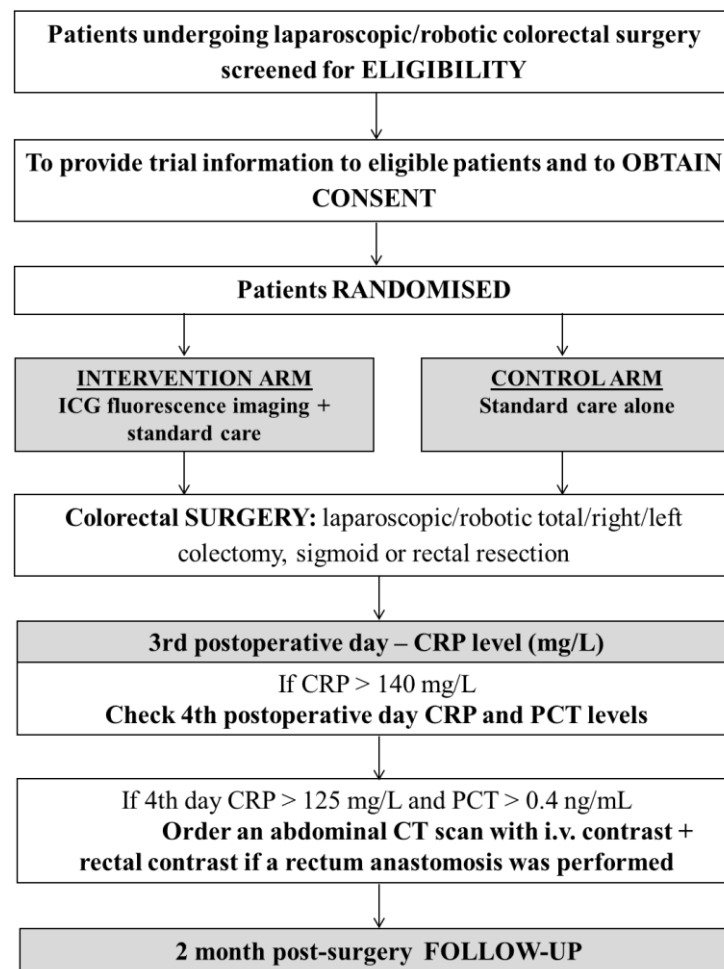 Patients undergoing laparoscopic/robotic colorectal surgery
screened for ELIGIBILITY
To provide trial information to eligible patients and to OBTAIN
CONSENT
Patients RANDOMISED
INTERVENTION ARM
ICG fluorescence imaging +
standard care
CONTROL ARM
Standard care alone
Colorectal SURGERY: laparoscopic/robotic total/right/left
colectomy, sigmoid or rectal resection
3rd postoperative day – CRP level (mg/L)
If CRP > 140 mg/L
Check 4th postoperative day CRP and PCT levels
If 4th day CRP > 125 mg/L and PCT > 0.4 ng/mL
Order an abdominal CT scan with i.v. contrast +
rectal contrast if a rectum anastomosis was performed
2 month post-surgery FOLLOW-UP